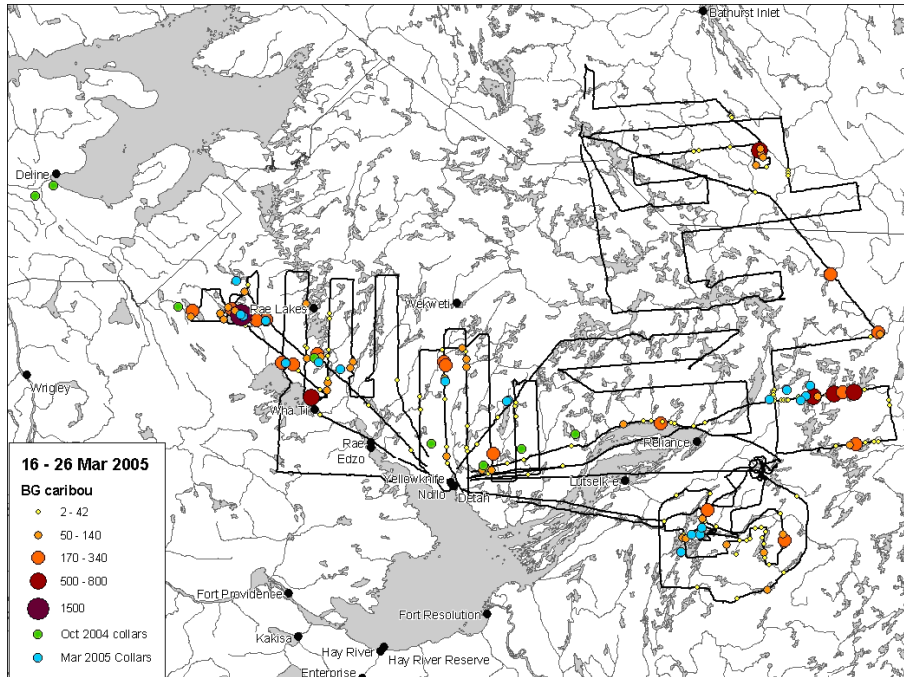 Bathurst Inlet
Deline
Rae Lakes
Wekweti
Wrigley
Wha Ti
Rae
Edzo
Reliance
Yellowknife
Ndilo
Detah
Lutselk'e
Fort Providence
Fort Resolution
Kakisa
Hay River
Hay River Reserve
Enterprise
16 - 26 Mar 2005
BG caribou
2 - 42
50 - 140
170 - 340
500 - 800
1500
Oct 2004 collars
Mar 2005 Collars